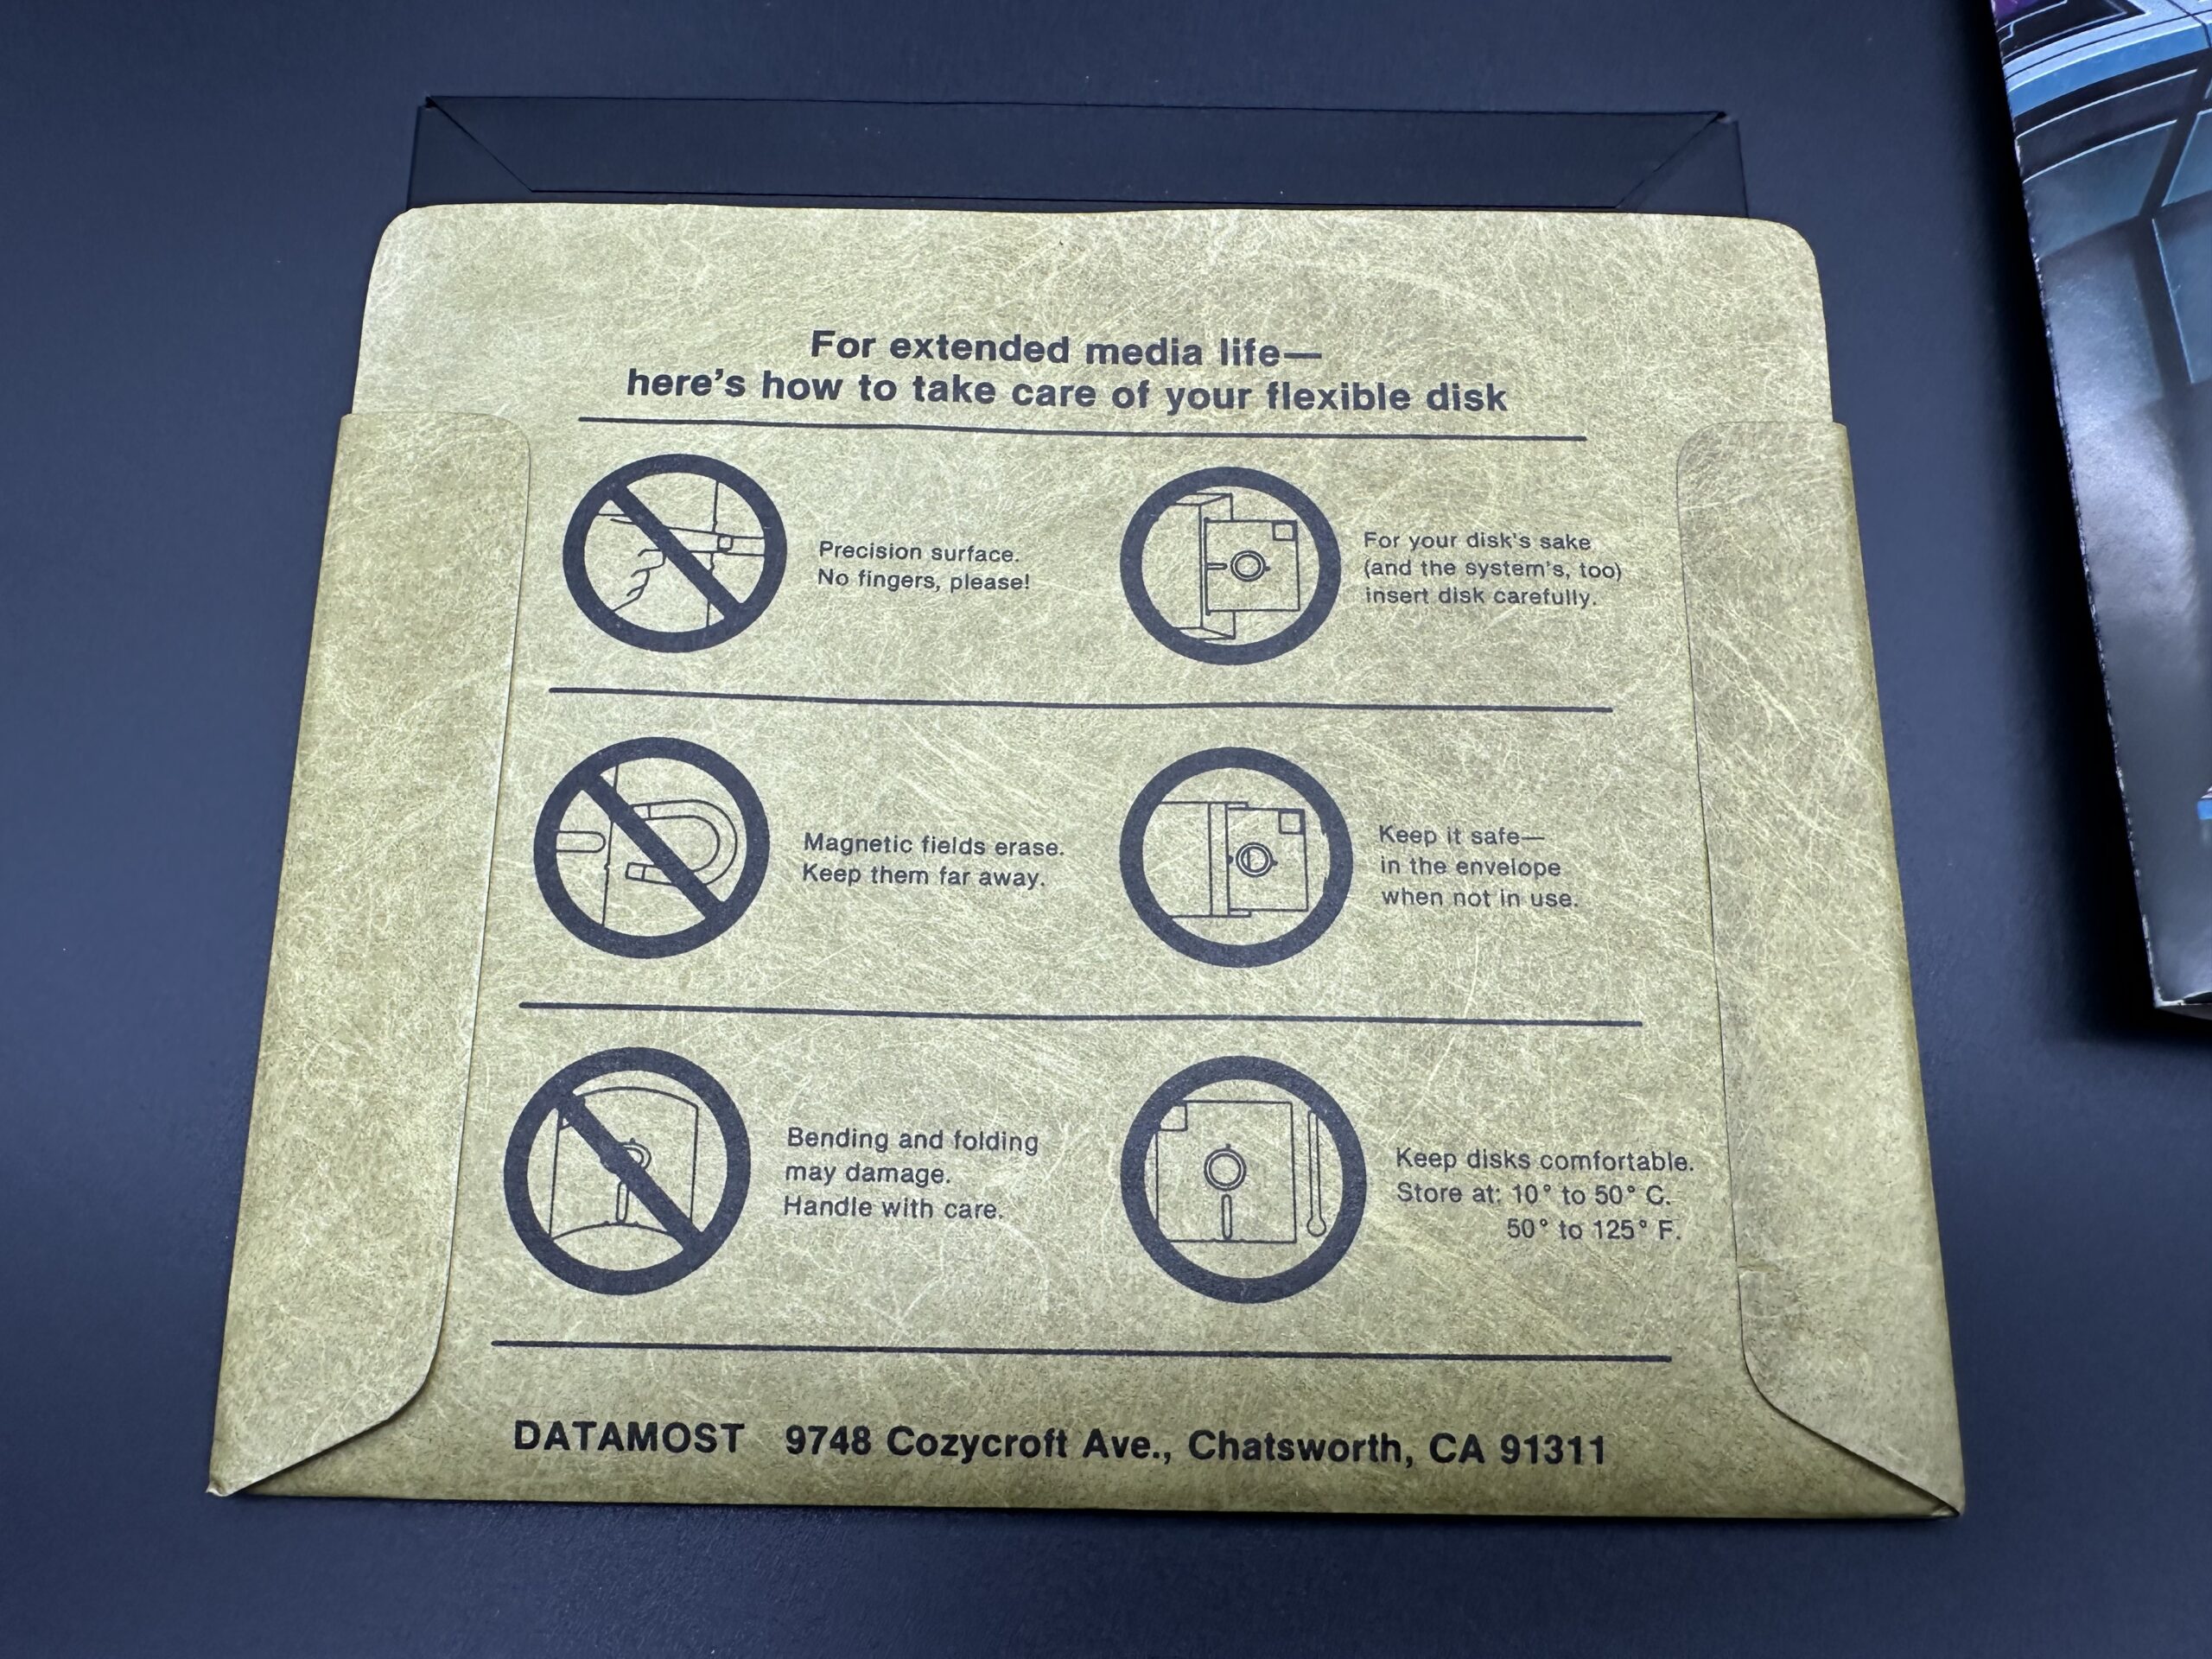 For extended media life—
here's how to take care of your flexible disk
Precision surface.
No fingers, please!
For your disk's sake
(and the system's, too)
insert disk carefully.
Magnetic fields erase.
Keep them far away.
Keep it safe—
in the envelope
when not in use.
Bending and folding
may damage.
Handle with care.
Keep disks comfortable.
Store at: 10° to 50° C.
50° to 125° F.
DATAMOST 9748 Cozycroft Ave., Chatsworth, CA 91311